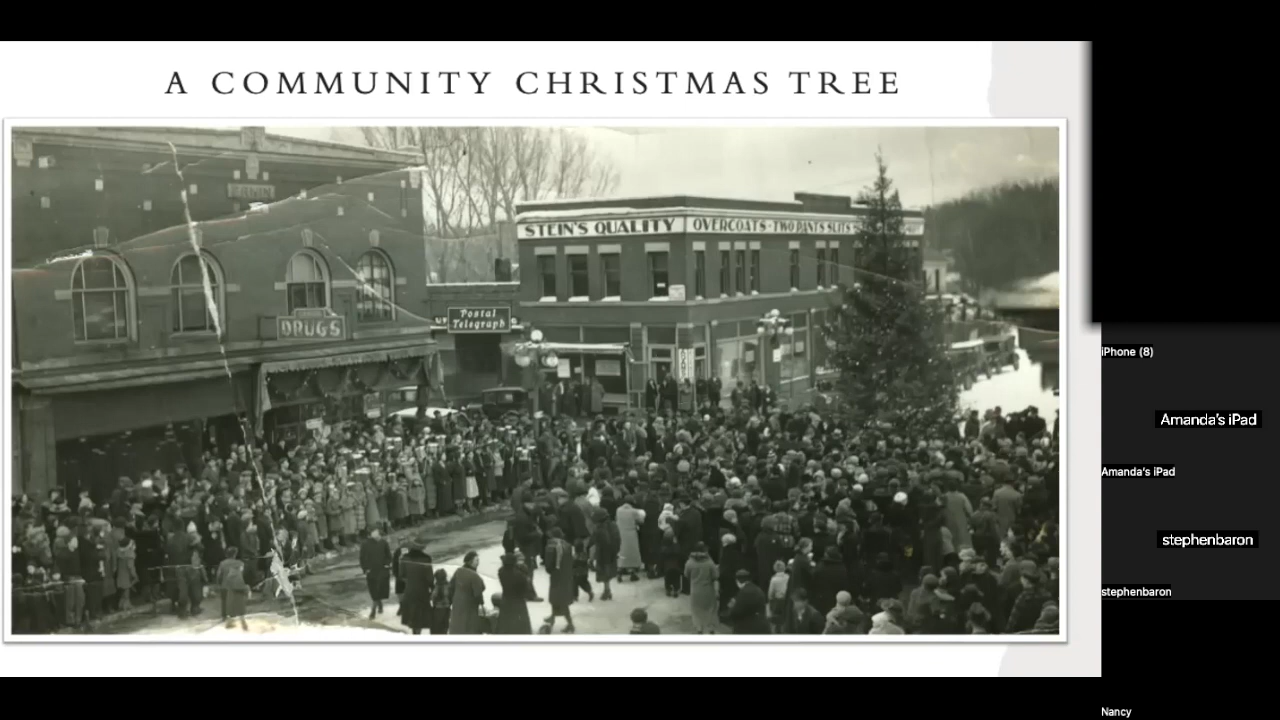 A COMMUNITY CHRISTMAS TREE
STEIN'S QUALITY
OVERCOATS - TWO PANTS SUITS
DRUGS
Postal
Telegraph
iPhone (8)
Amanda's iPad
Amanda's iPad
stephenbaron
stephenbaron
Nancy